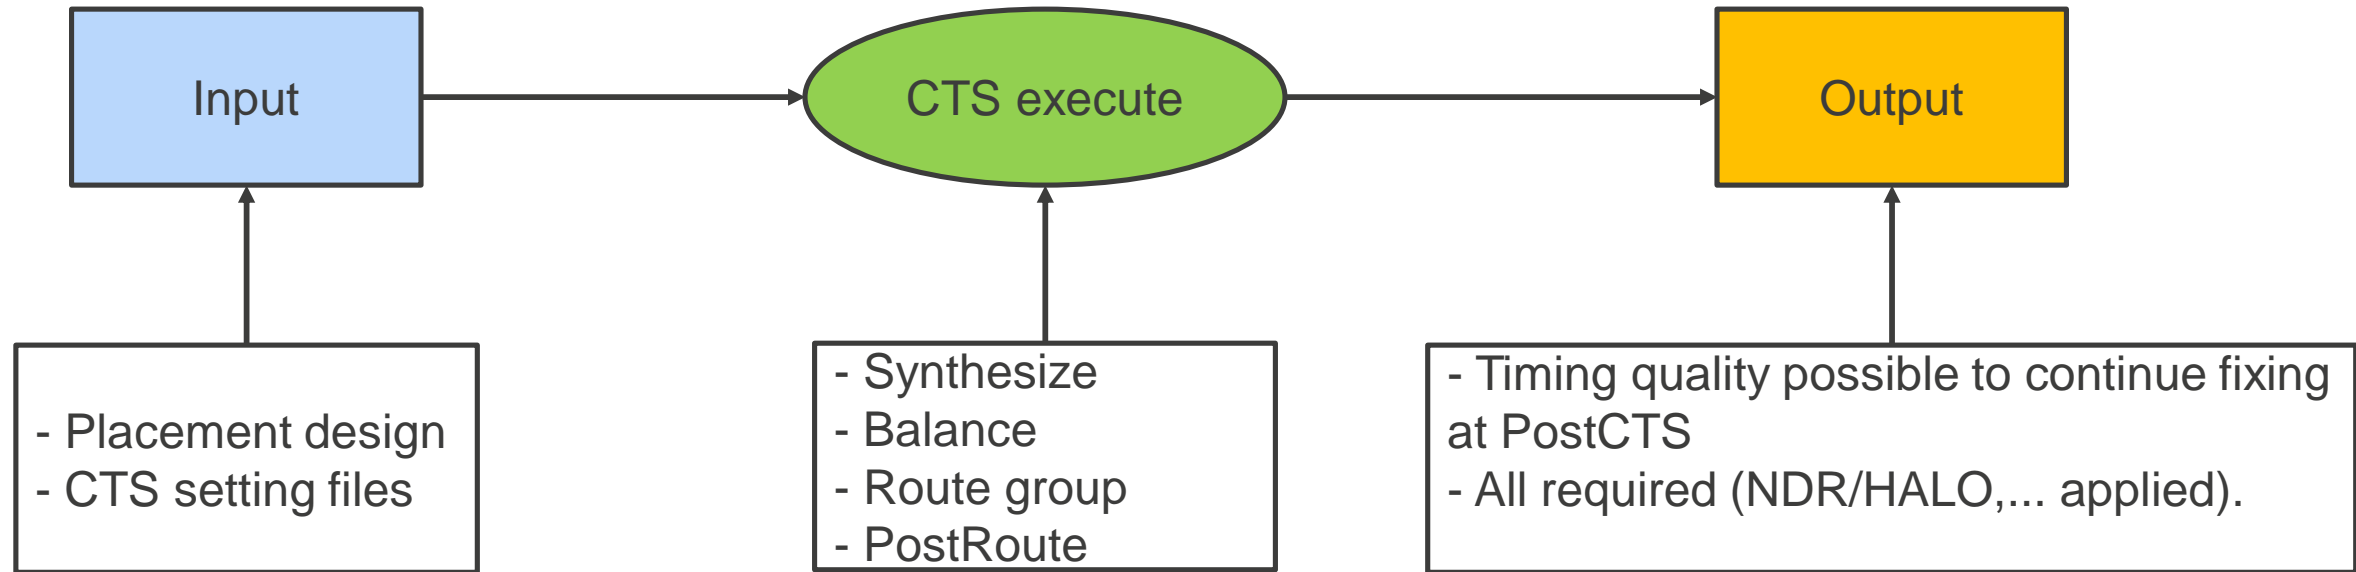 Input
CTS execute
Output
- Placement design
- CTS setting files
- Synthesize
- Balance
- Route group
- PostRoute
- Timing quality possible to continue fixing
at PostCTS
- All required (NDR/HALO,... applied).